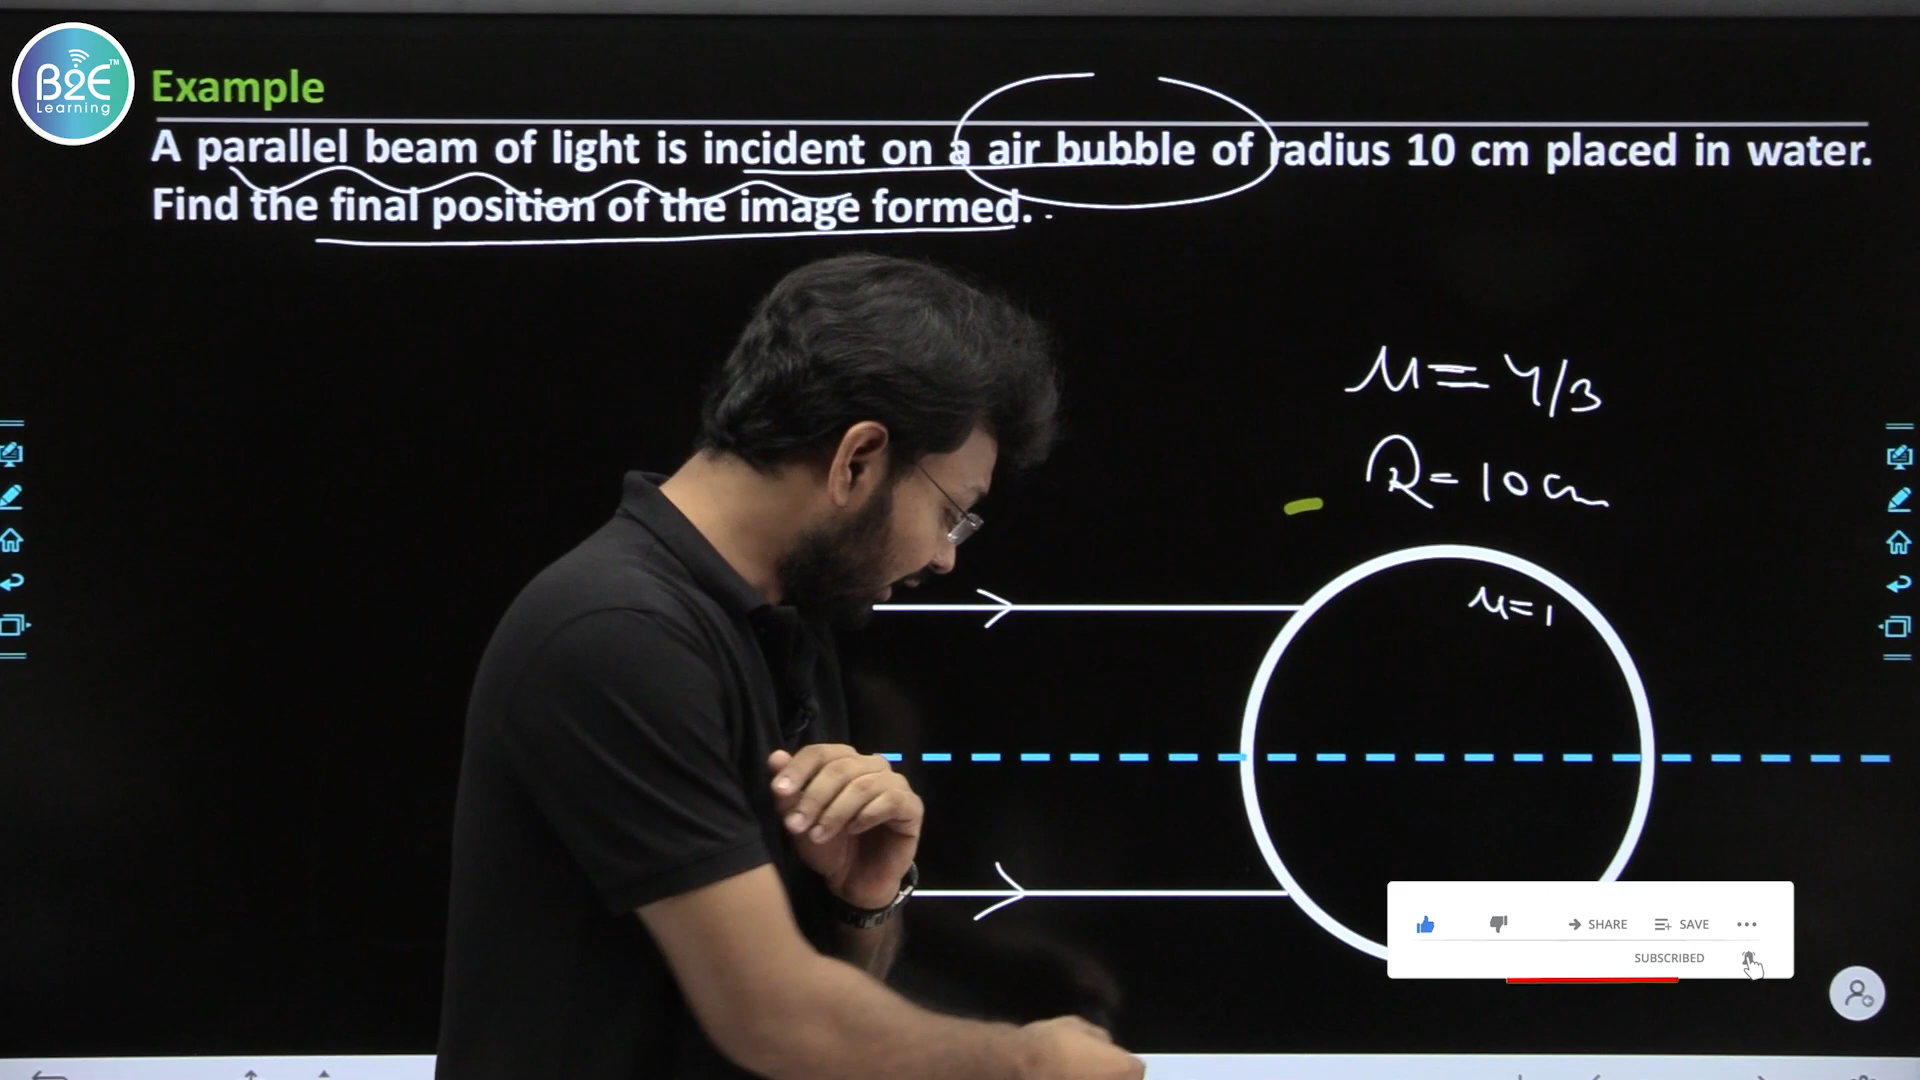 B2E TM
Learning
Example
A parallel beam of light is incident on a air bubble of radius 10 cm placed in water.
Find the final position of the image formed.
μ = 4/3
R = 10 cm
μ = 1
SHARE
SAVE
SUBSCRIBED